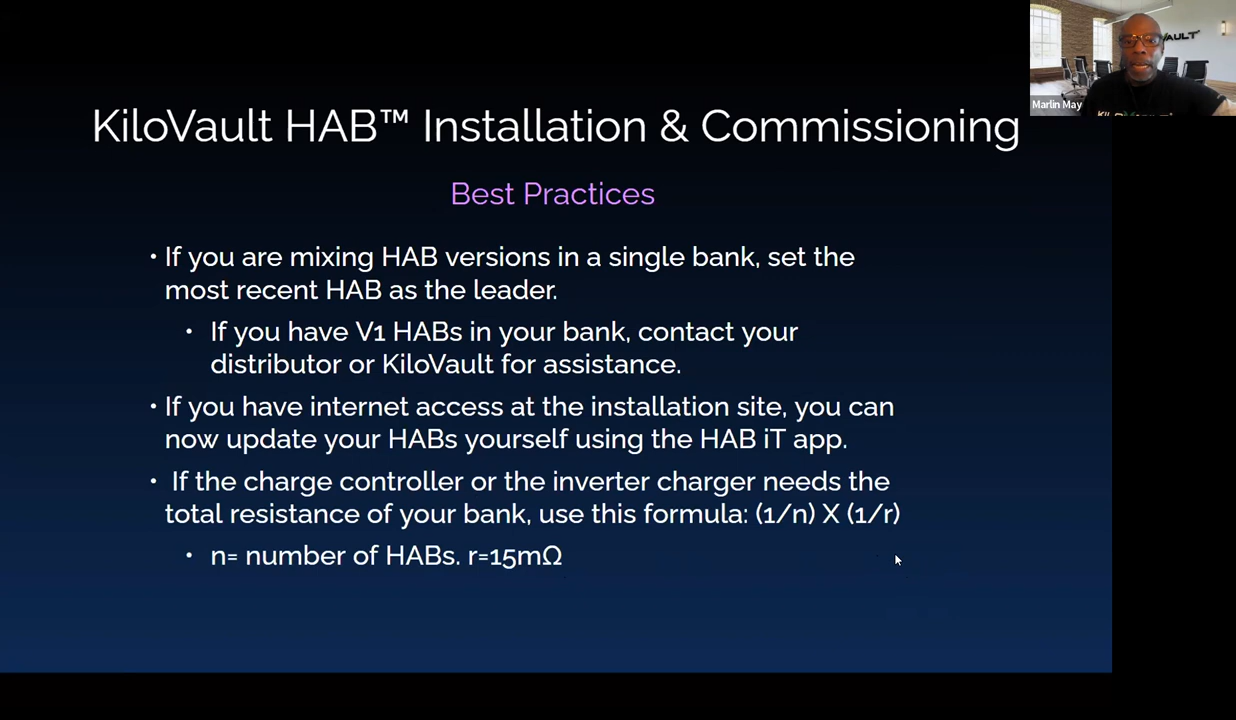 KiloVault HAB™ Installation & Commissioning
Best Practices
• If you are mixing HAB versions in a single bank, set the
most recent HAB as the leader.
• If you have V1 HABs in your bank, contact your
distributor or KiloVault for assistance.
• If you have internet access at the installation site, you can
now update your HABs yourself using the HAB iT app.
• If the charge controller or the inverter charger needs the
total resistance of your bank, use this formula: (1/n) X (1/r)
• n= number of HABs. r=15mΩ
Marlin May